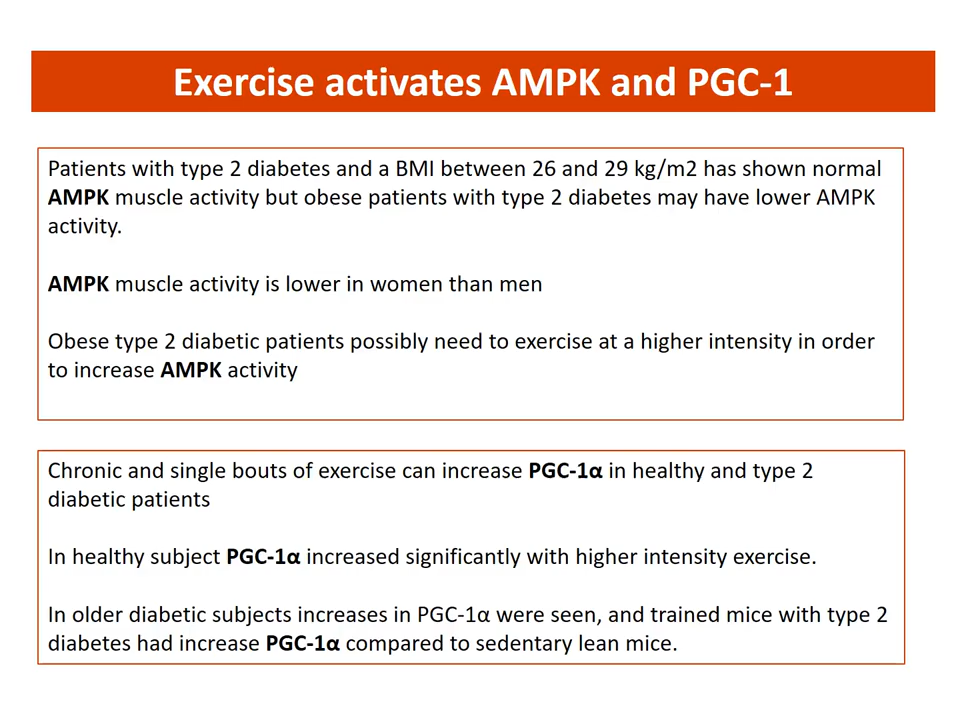 Exercise activates AMPK and PGC-1
Patients with type 2 diabetes and a BMI between 26 and 29 kg/m2 has shown normal
AMPK muscle activity but obese patients with type 2 diabetes may have lower AMPK
activity.
AMPK muscle activity is lower in women than men
Obese type 2 diabetic patients possibly need to exercise at a higher intensity in order
to increase AMPK activity
Chronic and single bouts of exercise can increase PGC-1α in healthy and type 2
diabetic patients
In healthy subject PGC-1α increased significantly with higher intensity exercise.
In older diabetic subjects increases in PGC-1α were seen, and trained mice with type 2
diabetes had increase PGC-1α compared to sedentary lean mice.